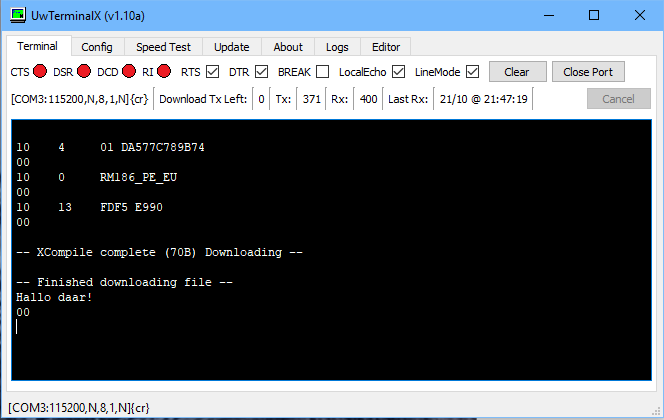 UwTerminalX (v1.10a)
Terminal Config Speed Test Update About Logs Editor
CTS DSR DCD RI RTS DTR BREAK LocalEcho LineMode Clear Close Port
[COM3:115200,N,8,1,N]{cr} Download Tx Left: 0 Tx: 371 Rx: 400 Last Rx: 21/10 @ 21:47:19 Cancel
10 4 01 DA577C789B74
00
10 0 RM186_PE_EU
00
10 13 FDF5 E990
00
-- XCompile complete (70B) Downloading --
-- Finished downloading file --
Hallo daar!
00
[COM3:115200,N,8,1,N]{cr}